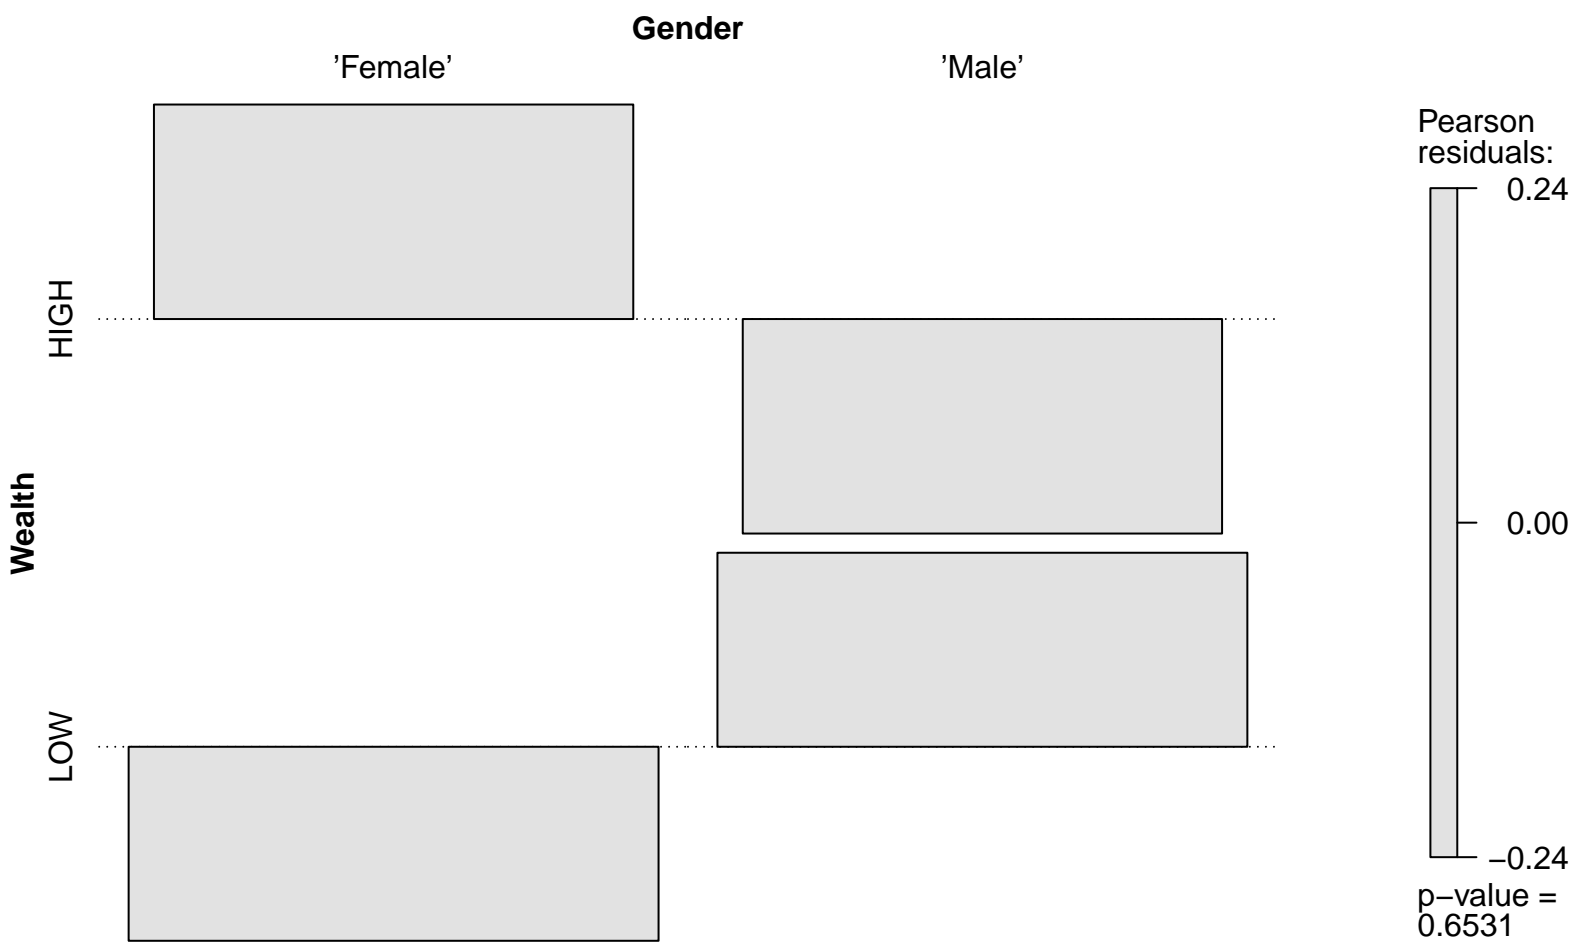 Gender
’Female’ ’Male’
Pearson
residuals:
0.24
HIGH
Wealth
0.00
LOW
−0.24
p−value =
0.6531